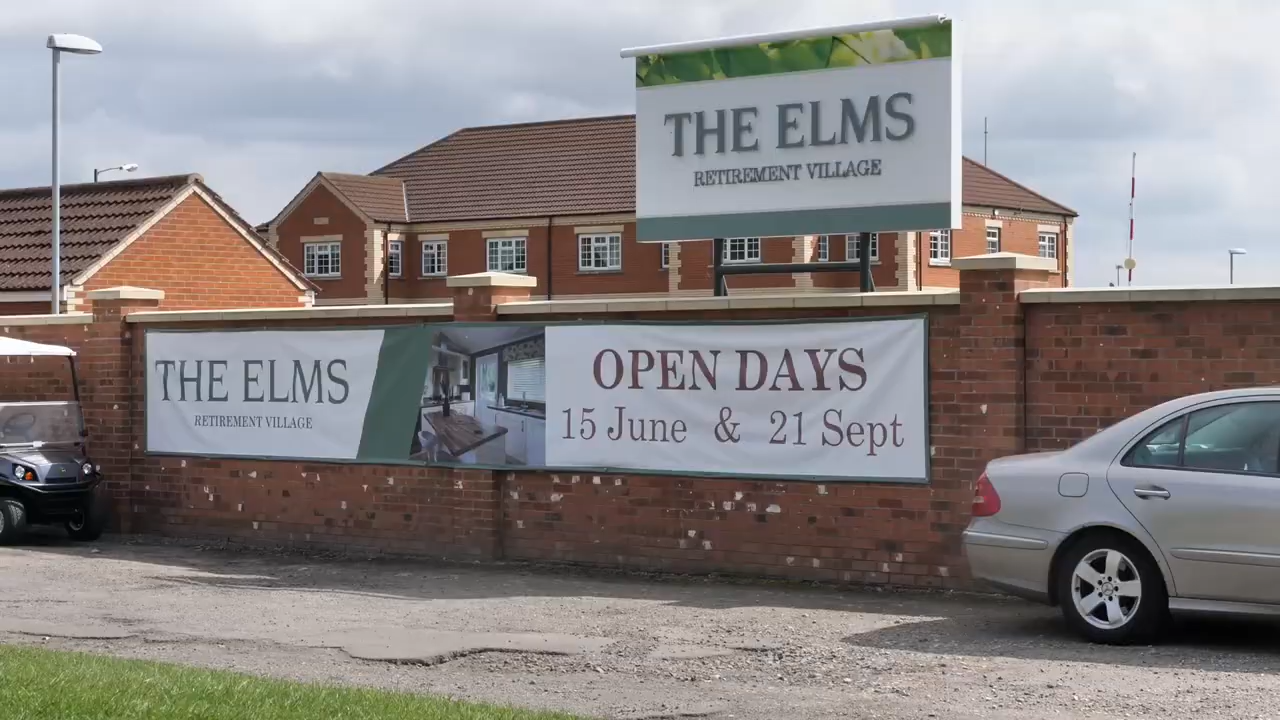 THE ELMS
RETIREMENT VILLAGE
THE ELMS
RETIREMENT VILLAGE
OPEN DAYS
15 June & 21 Sept